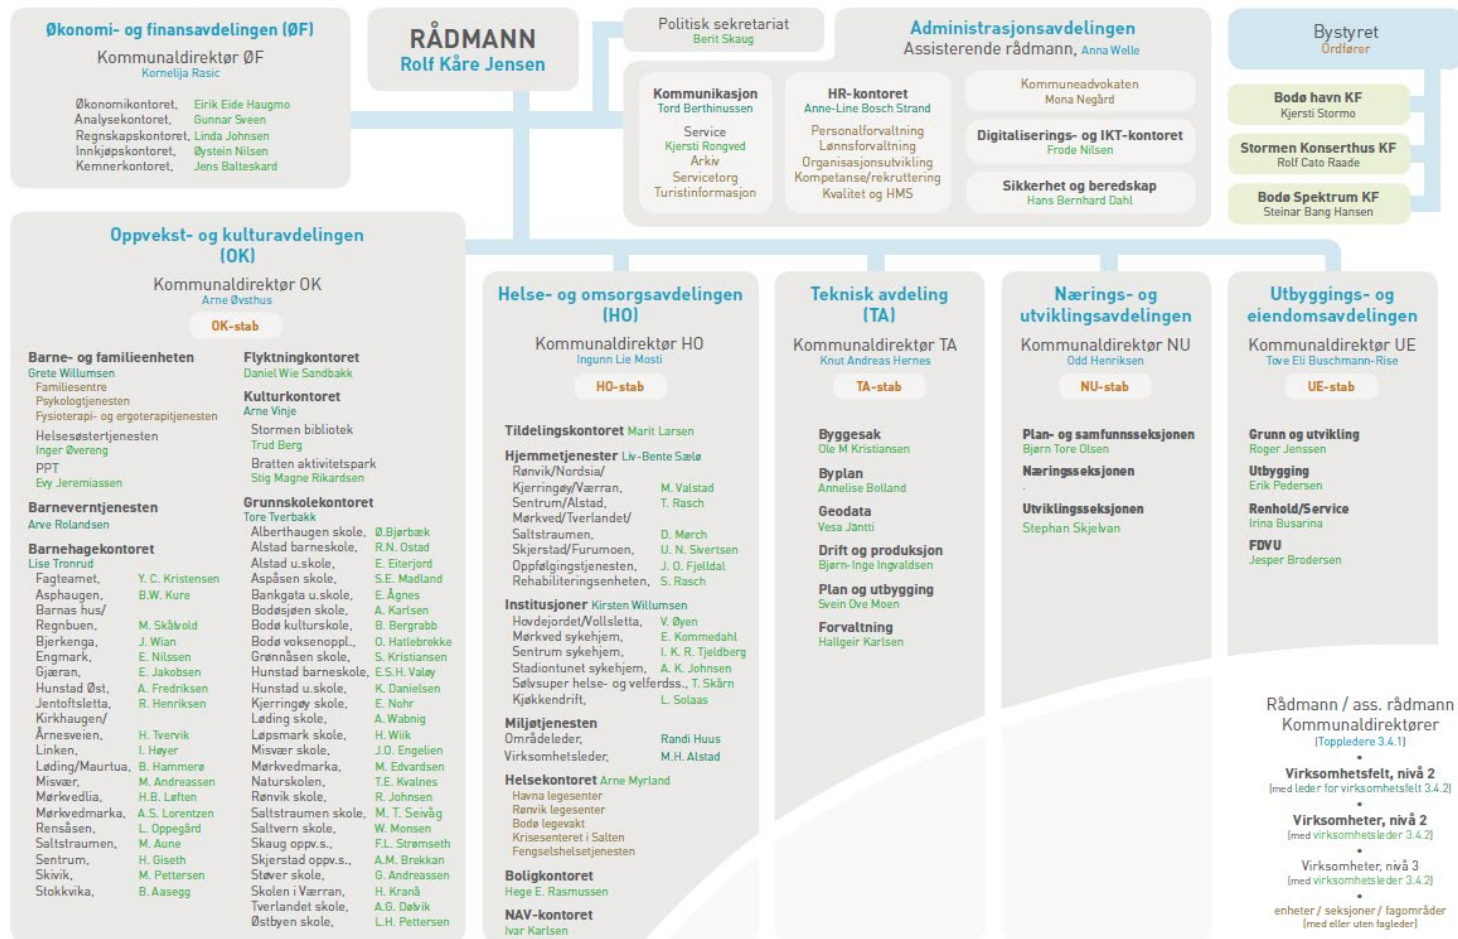 Økonomi- og finansavdelingen (ØF)
Kommunaldirektør ØF
Kornelija Rasic
Økonomikontoret, Eirik Eide Haugmo
Analysekontoret, Gunnar Sveen
Regnskapskontoret, Linda Johnsen
Innkjøpskontoret, Øystein Nilsen
Kemnerkontoret, Jens Balteskard
RÅDMANN
Rolf Kåre Jensen
Politisk sekretariat
Berit Skaug
Administrasjonsavdelingen
Assisterende rådmann, Anna Welle
Kommunikasjon
Tord Berthinussen
Service
Kjersti Rongved
Arkiv
Servicetorg
Turistinformasjon
HR-kontoret
Anne-Line Bosch Strand
Personalforvaltning
Lønnsforvaltning
Organisasjonsutvikling
Kompetanse/rekruttering
Kvalitet og HMS
Kommuneadvokaten
Mona Negård
Digitaliserings- og IKT-kontoret
Frode Nilsen
Sikkerhet og beredskap
Hans Bernhard Dahl
Bystyret
Ordfører
Bodø havn KF
Kjersti Stormo
Stormen Konserthus KF
Rolf Cato Raade
Bodø Spektrum KF
Steinar Bang Hansen
Oppvekst- og kulturavdelingen
(OK)
Kommunaldirektør OK
Arne Øvsthus
OK-stab
Barne- og familieenheten
Grete Willumsen
Familiesentre
Psykologtjenesten
Fysioterapi- og ergoterapitjenesten
Helsesøstertjenesten
Inger Øvereng
PPT
Evy Jeremiassen
Barneverntjenesten
Arve Rolandsen
Barnehagekontoret
Lise Tronrud
Fagteamet, Y. C. Kristensen
Asphaugen, B.W. Kure
Barnas hus/
Regnbuen, M. Skålvold
Bjerkenga, J. Wian
Engmark, E. Nilssen
Gjæran, E. Jakobsen
Hunstad Øst, A. Fredriksen
Jentoftsletta, R. Henriksen
Kirkhaugen/
Årnesveien, H. Tvervik
Linken, I. Høyer
Løding/Maurtua, B. Hammerø
Misvær, M. Andreassen
Mørkvedlia, H.B. Løften
Mørkvedmarka, A.S. Lorentzen
Rensåsen, L. Oppegård
Saltstraumen, M. Aune
Sentrum, H. Giseth
Skivik, M. Pettersen
Stokkvika, B. Aasegg
Flyktningkontoret
Daniel Wie Sandbakk
Kulturkontoret
Arne Vinje
Stormen bibliotek
Trud Berg
Bratten aktivitetspark
Stig Magne Rikardsen
Grunnskolekontoret
Tore Tverbakk
Alberthaugen skole, Ø.Bjørbæk
Alstad barneskole, R.N. Ostad
Alstad u.skole, E. Eiterjord
Aspåsen skole, S.E. Madland
Bankgata u.skole, E. Ågnes
Bodøsjøen skole, A. Karlsen
Bodø kulturskole, B. Bergrabb
Bodø voksenoppl., O. Hatlebrekke
Grønnåsen skole, S. Kristiansen
Hunstad barneskole, E.S.H. Valøy
Hunstad u.skole, K. Danielsen
Kjerringøy skole, E. Nohr
Løding skole, A. Wabnig
Løpsmark skole, H. Wiik
Misvær skole, J.O. Engelien
Mørkvedmarka, M. Edvardsen
Naturskolen, T.E. Kvalnes
Rønvik skole, R. Johnsen
Saltstraumen skole, M. T. Seivåg
Saltvern skole, W. Monsen
Skaug oppv.s., F.L. Strømseth
Skjerstad oppv.s., A.M. Brekkan
Støver skole, G. Andreassen
Skolen i Værran, H. Kranå
Tverlandet skole, A.G. Dølvik
Østbyen skole, L.H. Pettersen
Helse- og omsorgsavdelingen
(HO)
Kommunaldirektør HO
Ingunn Lie Mosti
HO-stab
Tildelingskontoret Marit Larsen
Hjemmetjenester Liv-Bente Sælø
Rønvik/Nordsia/
Kjerringøy/Værran, M. Valstad
Sentrum/Alstad, T. Rasch
Mørkved/Tverlandet/
Saltstraumen, D. Mørch
Skjerstad/Furumoen, U. N. Sivertsen
Oppfølgingstjenesten, J. O. Fjelldal
Rehabiliteringsenheten, S. Rasch
Institusjoner Kirsten Willumsen
Hovdejordet/Vollsletta, V. Øyen
Mørkved sykehjem, E. Kommedahl
Sentrum sykehjem, I. K. R. Tjeldberg
Stadiontunet sykehjem, A. K. Johnsen
Sølvsuper helse- og velferdss., T. Skårn
Kjøkkendrift, L. Solaas
Miljøtjenesten
Områdeleder, Randi Huus
Virksomhetsleder, M.H. Alstad
Helsekontoret Arne Myrland
Havna legesenter
Rønvik legesenter
Bodø legevakt
Krisesenteret i Salten
Fengselshelsetjenesten
Boligkontoret
Hege E. Rasmussen
NAV-kontoret
Ivar Karlsen
Teknisk avdeling
(TA)
Kommunaldirektør TA
Knut Andreas Hernes
TA-stab
Byggesak
Ole M Kristiansen
Byplan
Annelise Bolland
Geodata
Vesa Jäntti
Drift og produksjon
Bjørn-Inge Ingvaldsen
Plan og utbygging
Svein Ove Moen
Forvaltning
Hallgeir Karlsen
Nærings- og
utviklingsavdelingen
Kommunaldirektør NU
Odd Henriksen
NU-stab
Plan- og samfunnsseksjonen
Bjørn Tore Olsen
Næringsseksjonen
.
Utviklingsseksjonen
Stephan Skjelvan
Utbyggings- og
eiendomsavdelingen
Kommunaldirektør UE
Tove Eli Buschmann-Rise
UE-stab
Grunn og utvikling
Roger Jenssen
Utbygging
Erik Pedersen
Renhold/Service
Irina Busarina
FDVU
Jesper Brodersen
Rådmann / ass. rådmann
Kommunaldirektører
(Toppledere 3.4.1)
•
Virksomhetsfelt, nivå 2
(med leder for virksomhetsfelt 3.4.2)
•
Virksomheter, nivå 2
(med virksomhetsleder 3.4.2)
•
Virksomheter, nivå 3
(med virksomhetsleder 3.4.2)
•
enheter / seksjoner / fagområder
(med eller uten fagleder)